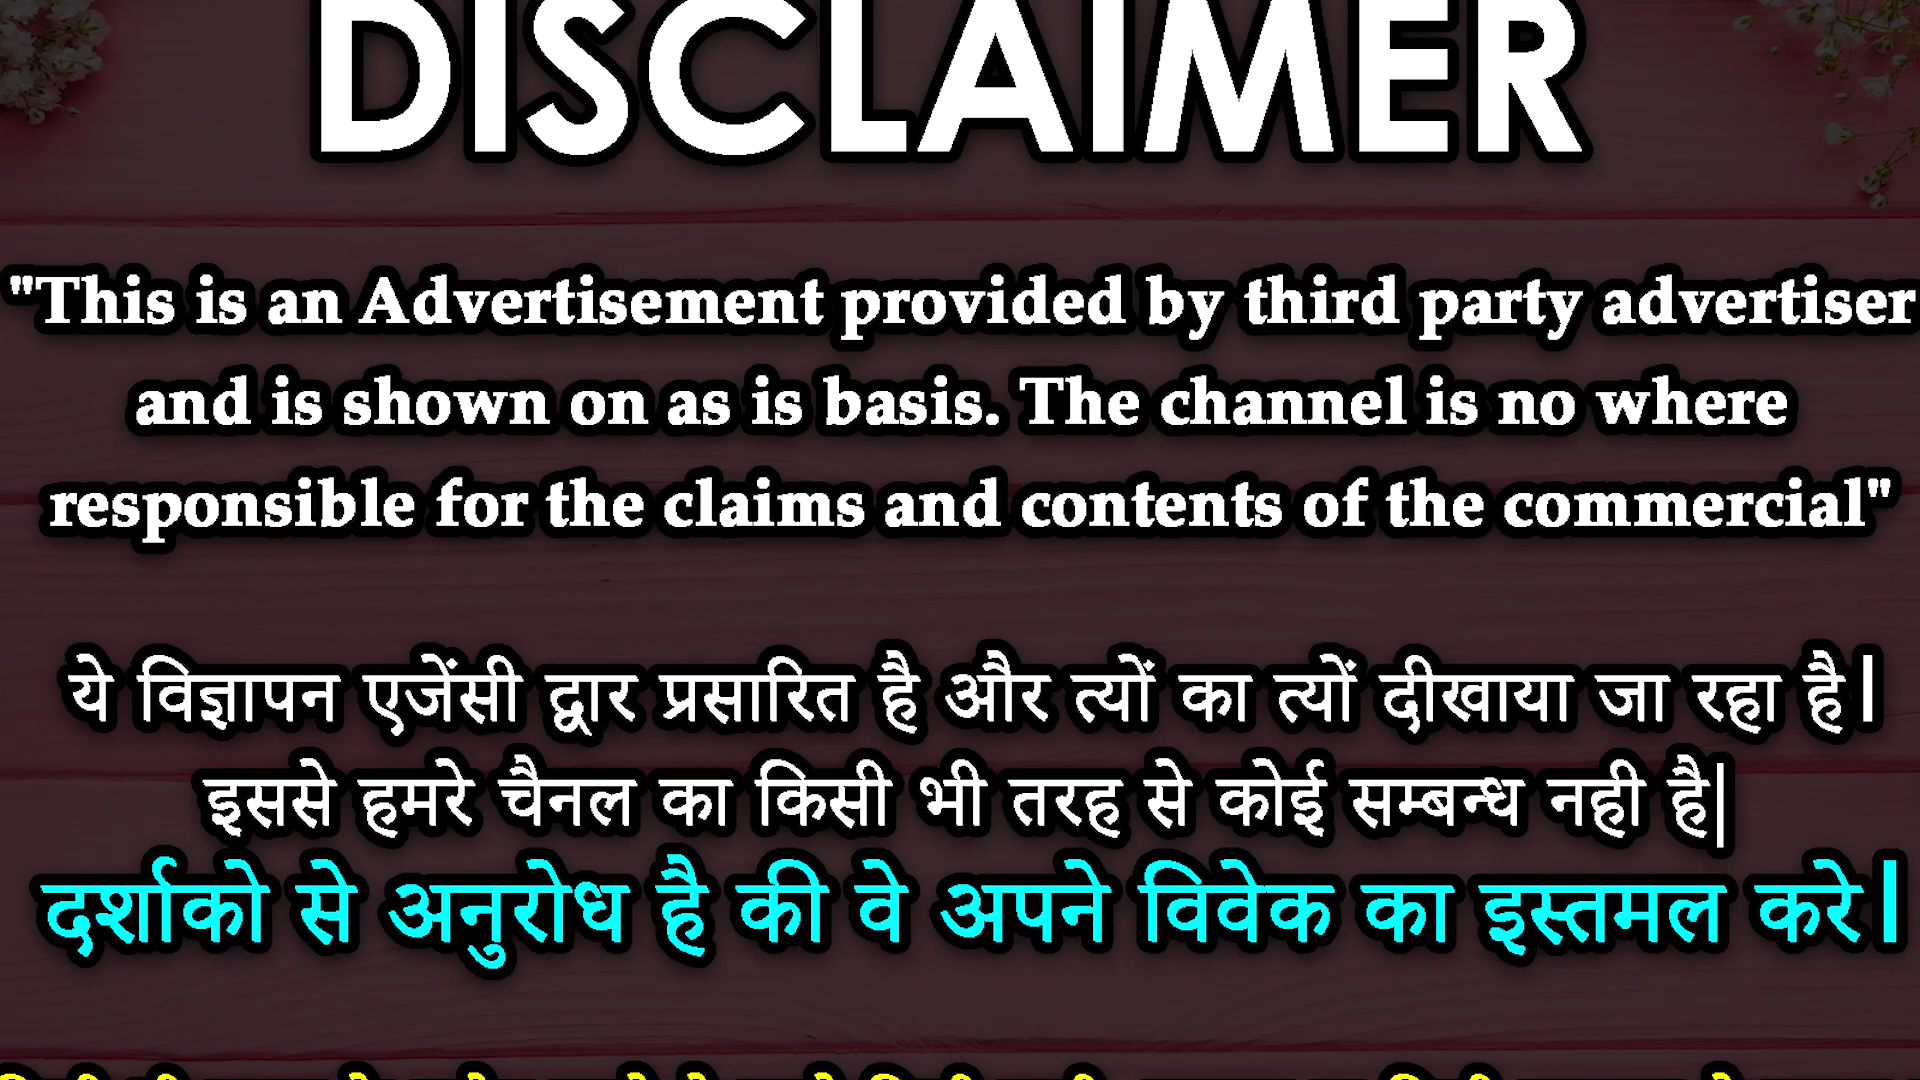 DISCLAIMER
"This is an Advertisement provided by third party advertiser
and is shown on as is basis. The channel is no where
responsible for the claims and contents of the commercial"
ये विज्ञापन एजेंसी द्वार प्रसारित है और त्यों का त्यों दीखाया जा रहा है।
इससे हमरे चैनल का किसी भी तरह से कोई सम्बन्ध नही है|
दर्शाको से अनुरोध है की वे अपने विवेक का इस्तमल करे।